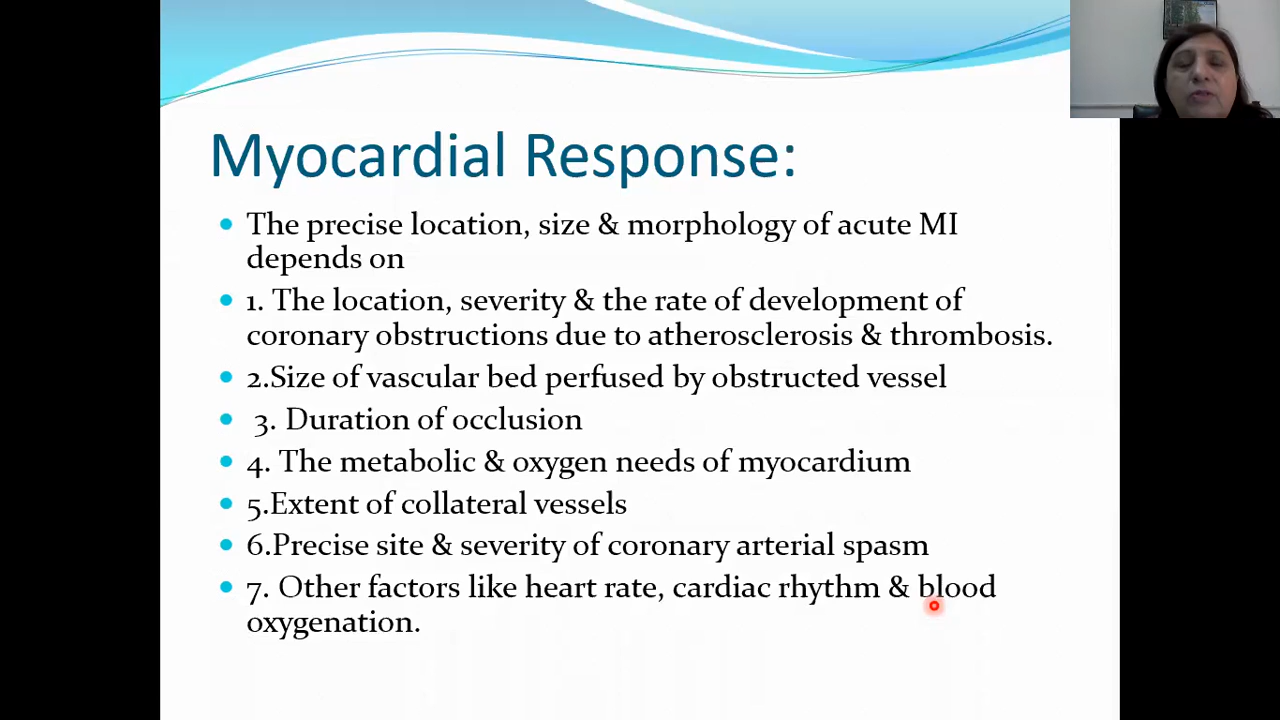 Myocardial Response:
The precise location, size & morphology of acute MI
depends on
1. The location, severity & the rate of development of
coronary obstructions due to atherosclerosis & thrombosis.
2.Size of vascular bed perfused by obstructed vessel
3. Duration of occlusion
4. The metabolic & oxygen needs of myocardium
5.Extent of collateral vessels
6.Precise site & severity of coronary arterial spasm
7. Other factors like heart rate, cardiac rhythm & blood
oxygenation.